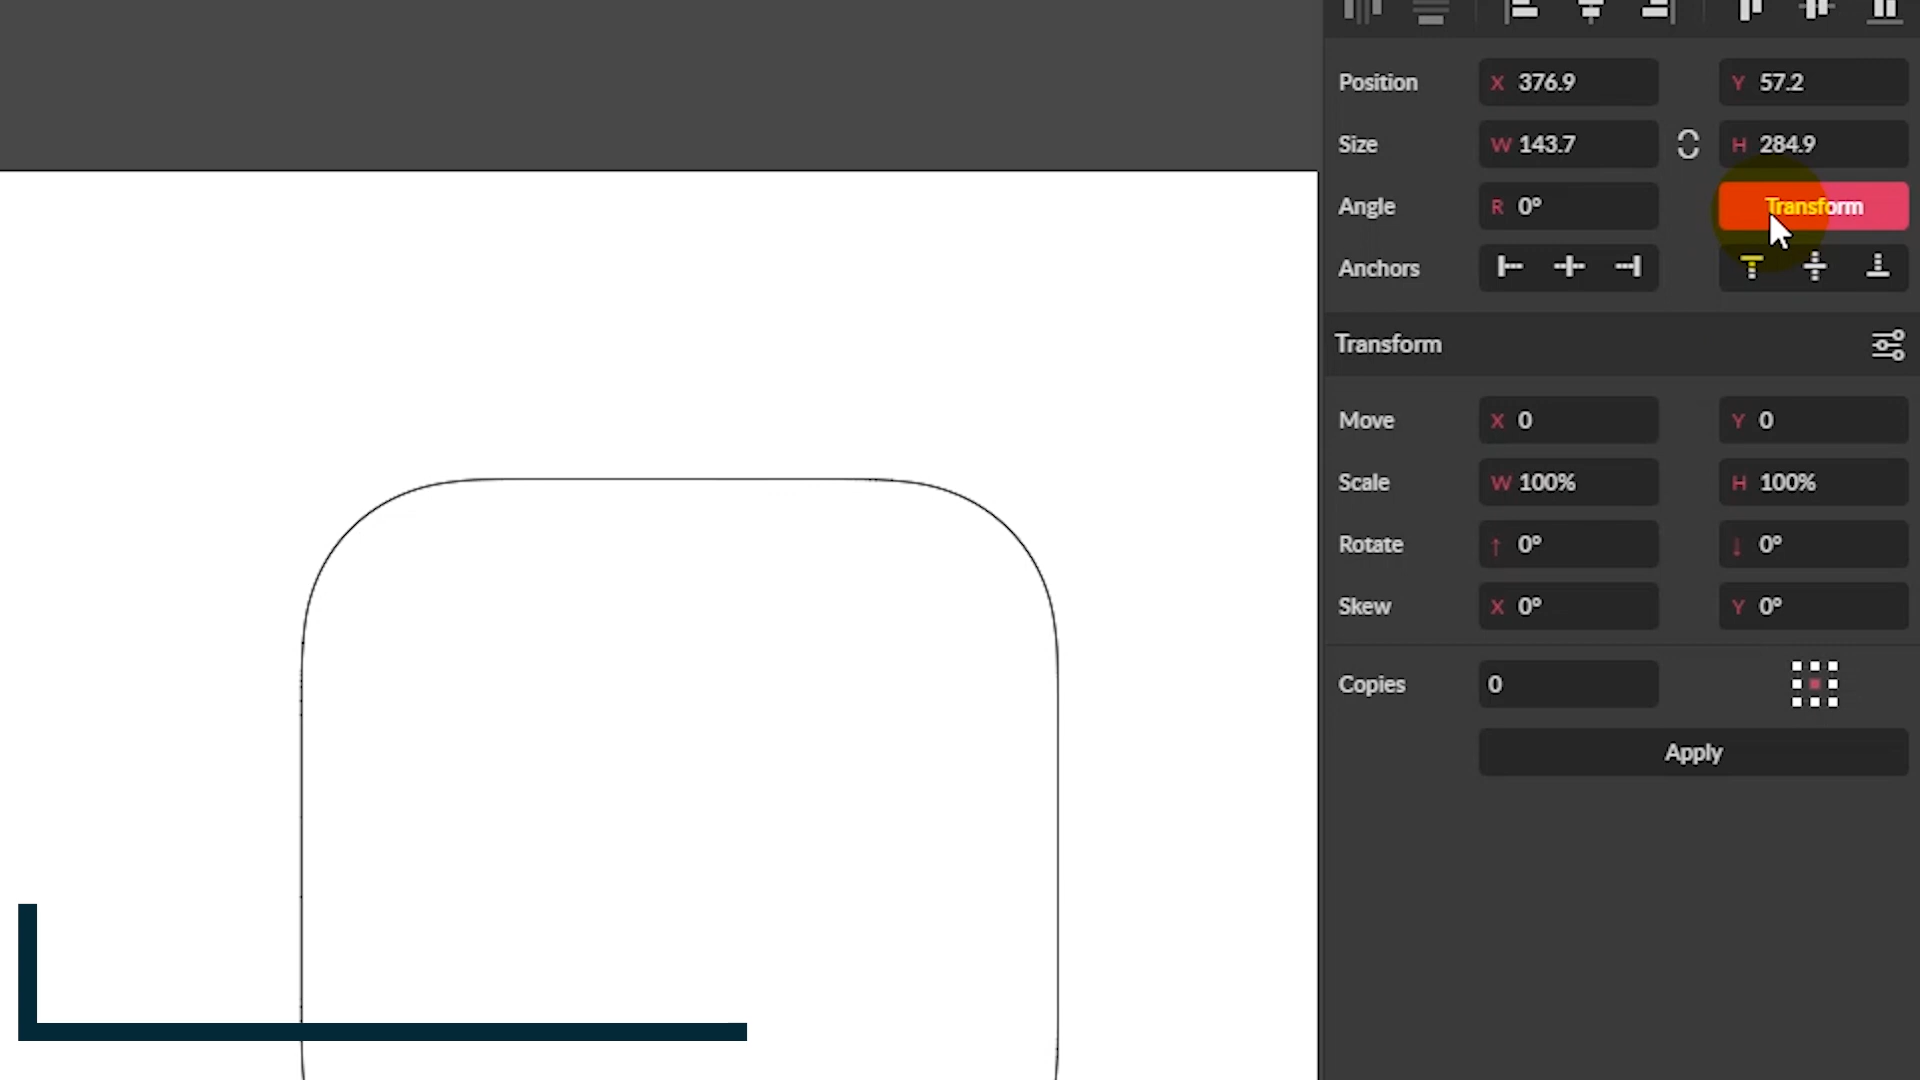 Position X 376.9 Y 57.2
Size W 143.7 H 284.9
Angle R 0° Transform
Anchors
Transform
Move X 0 Y 0
Scale W 100% H 100%
Rotate ↑ 0° ↓ 0°
Skew X 0° Y 0°
Copies 0
Apply